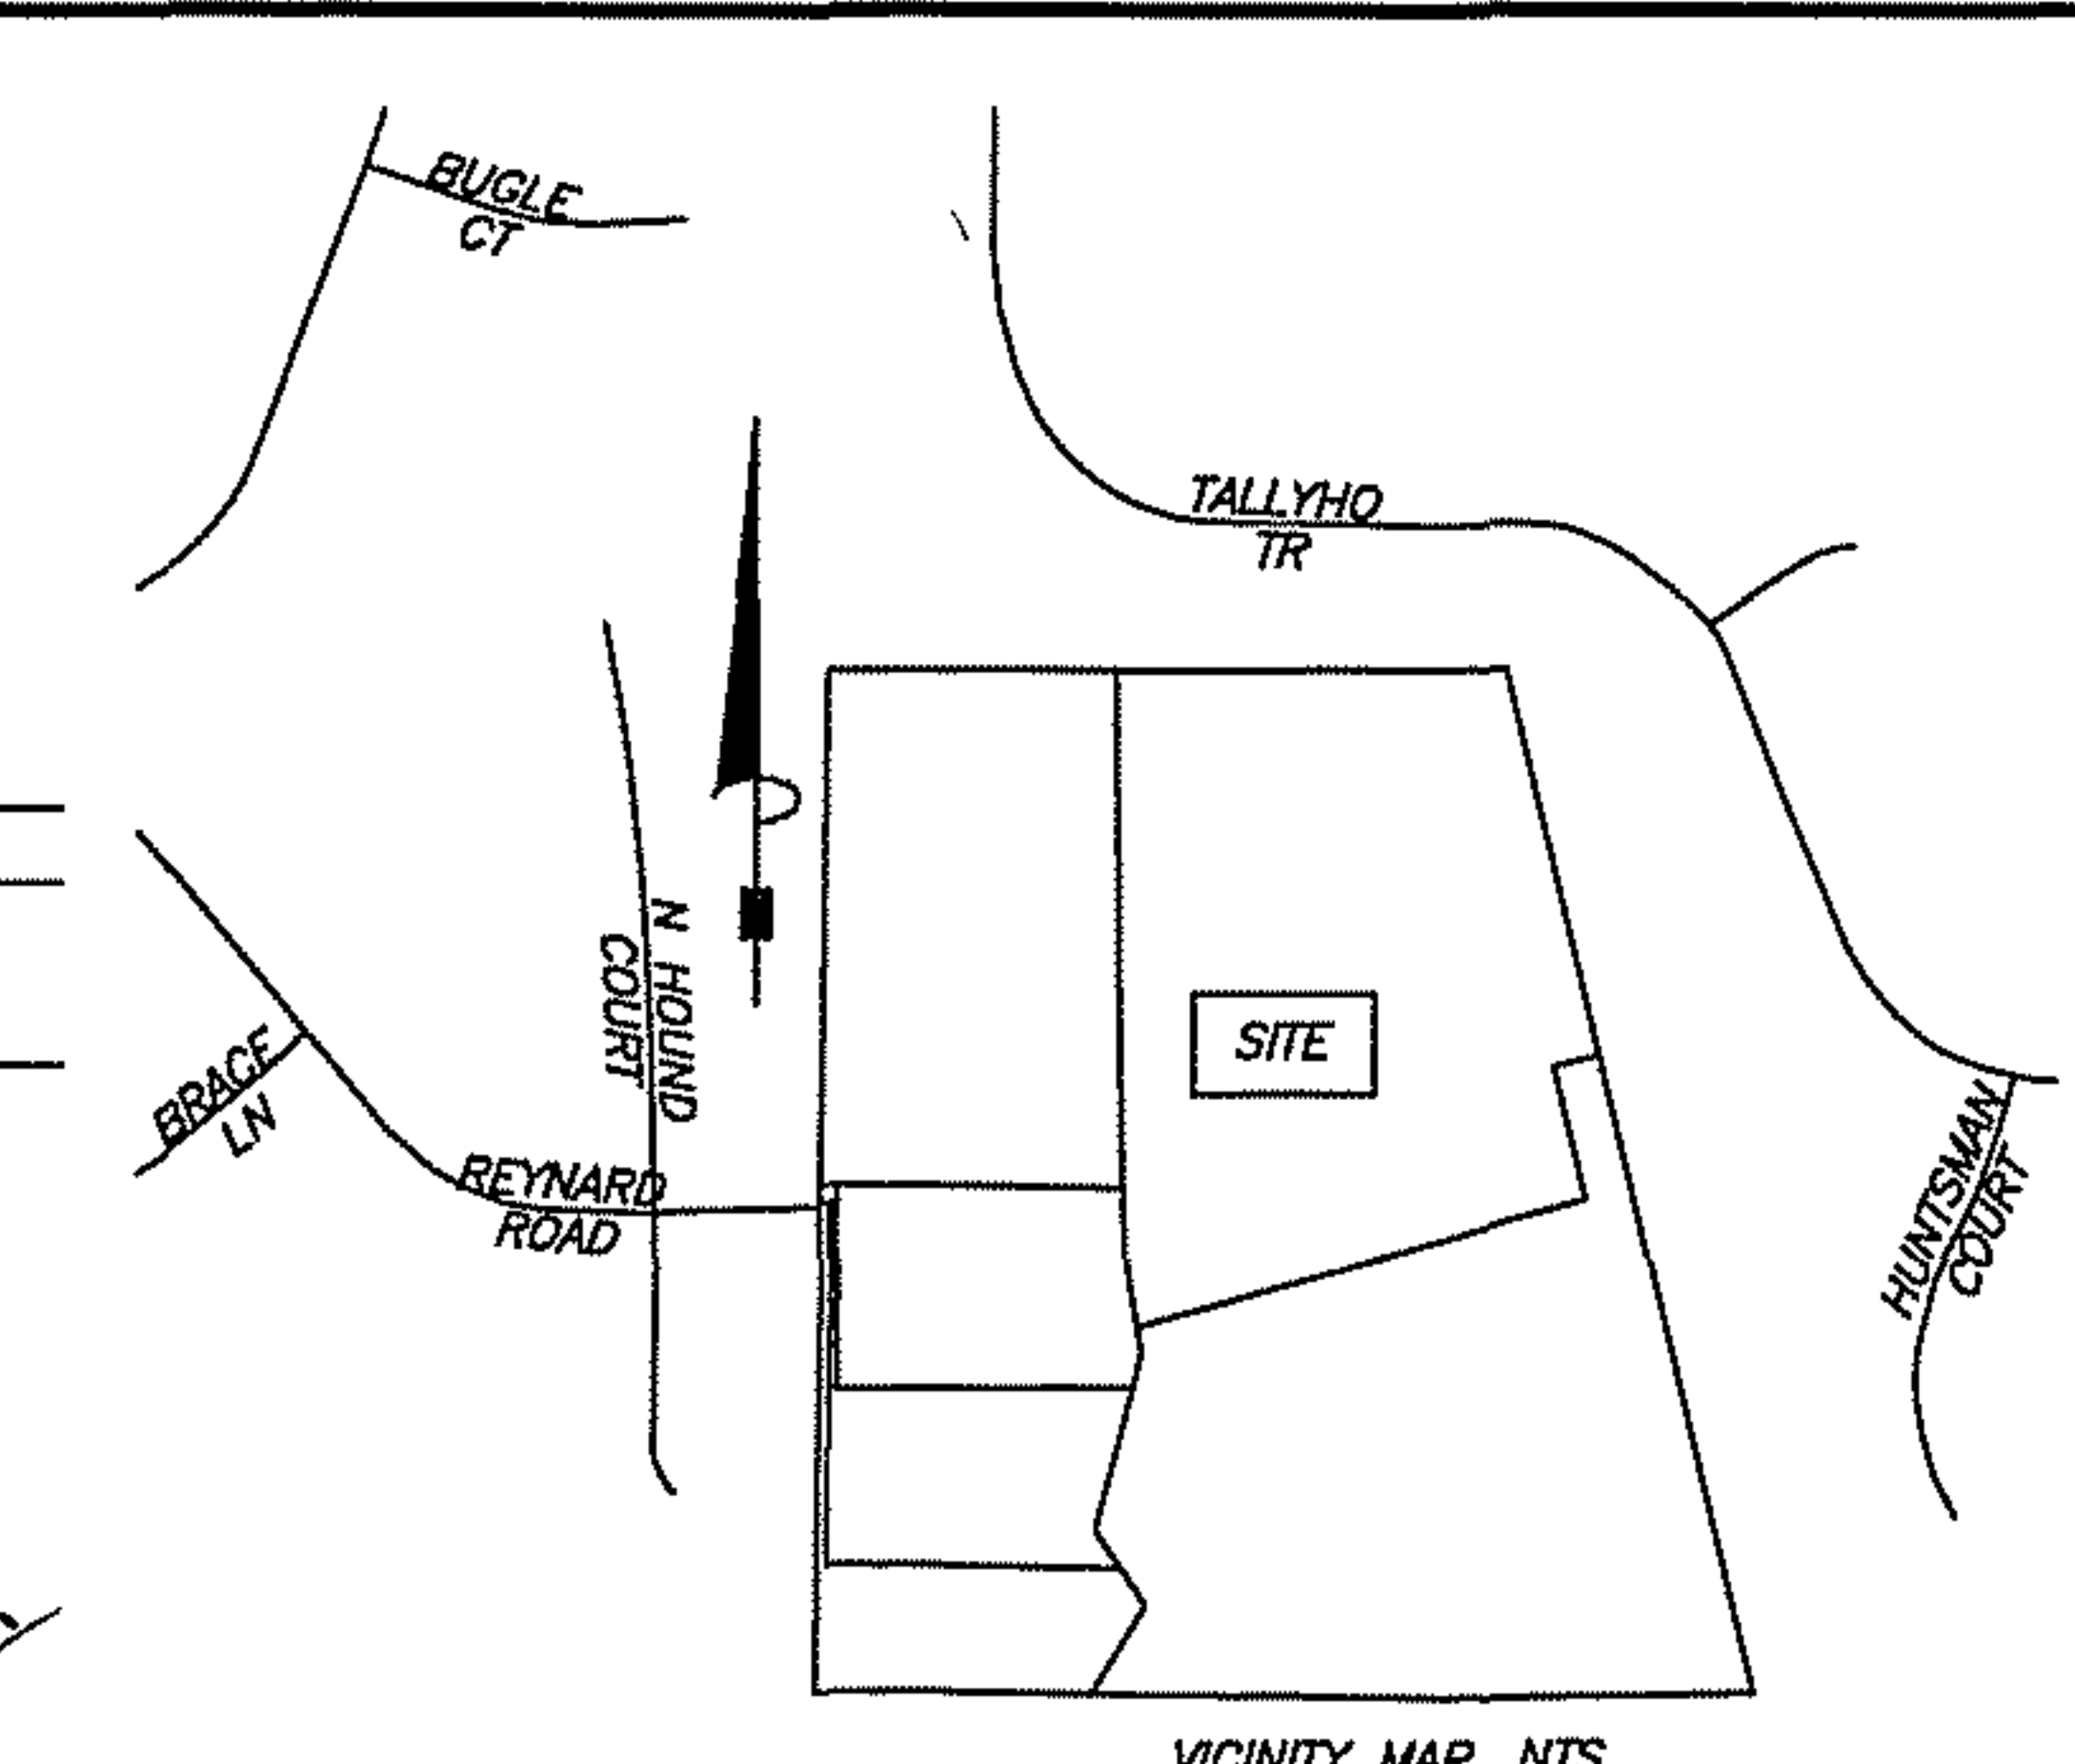 BUGLE
CT
TALLYHO
TR
N HOUND
COURT
SITE
BRACE
LN
REYNARD
ROAD
HUNTSMAN
COURT
VICINITY MAP NTS